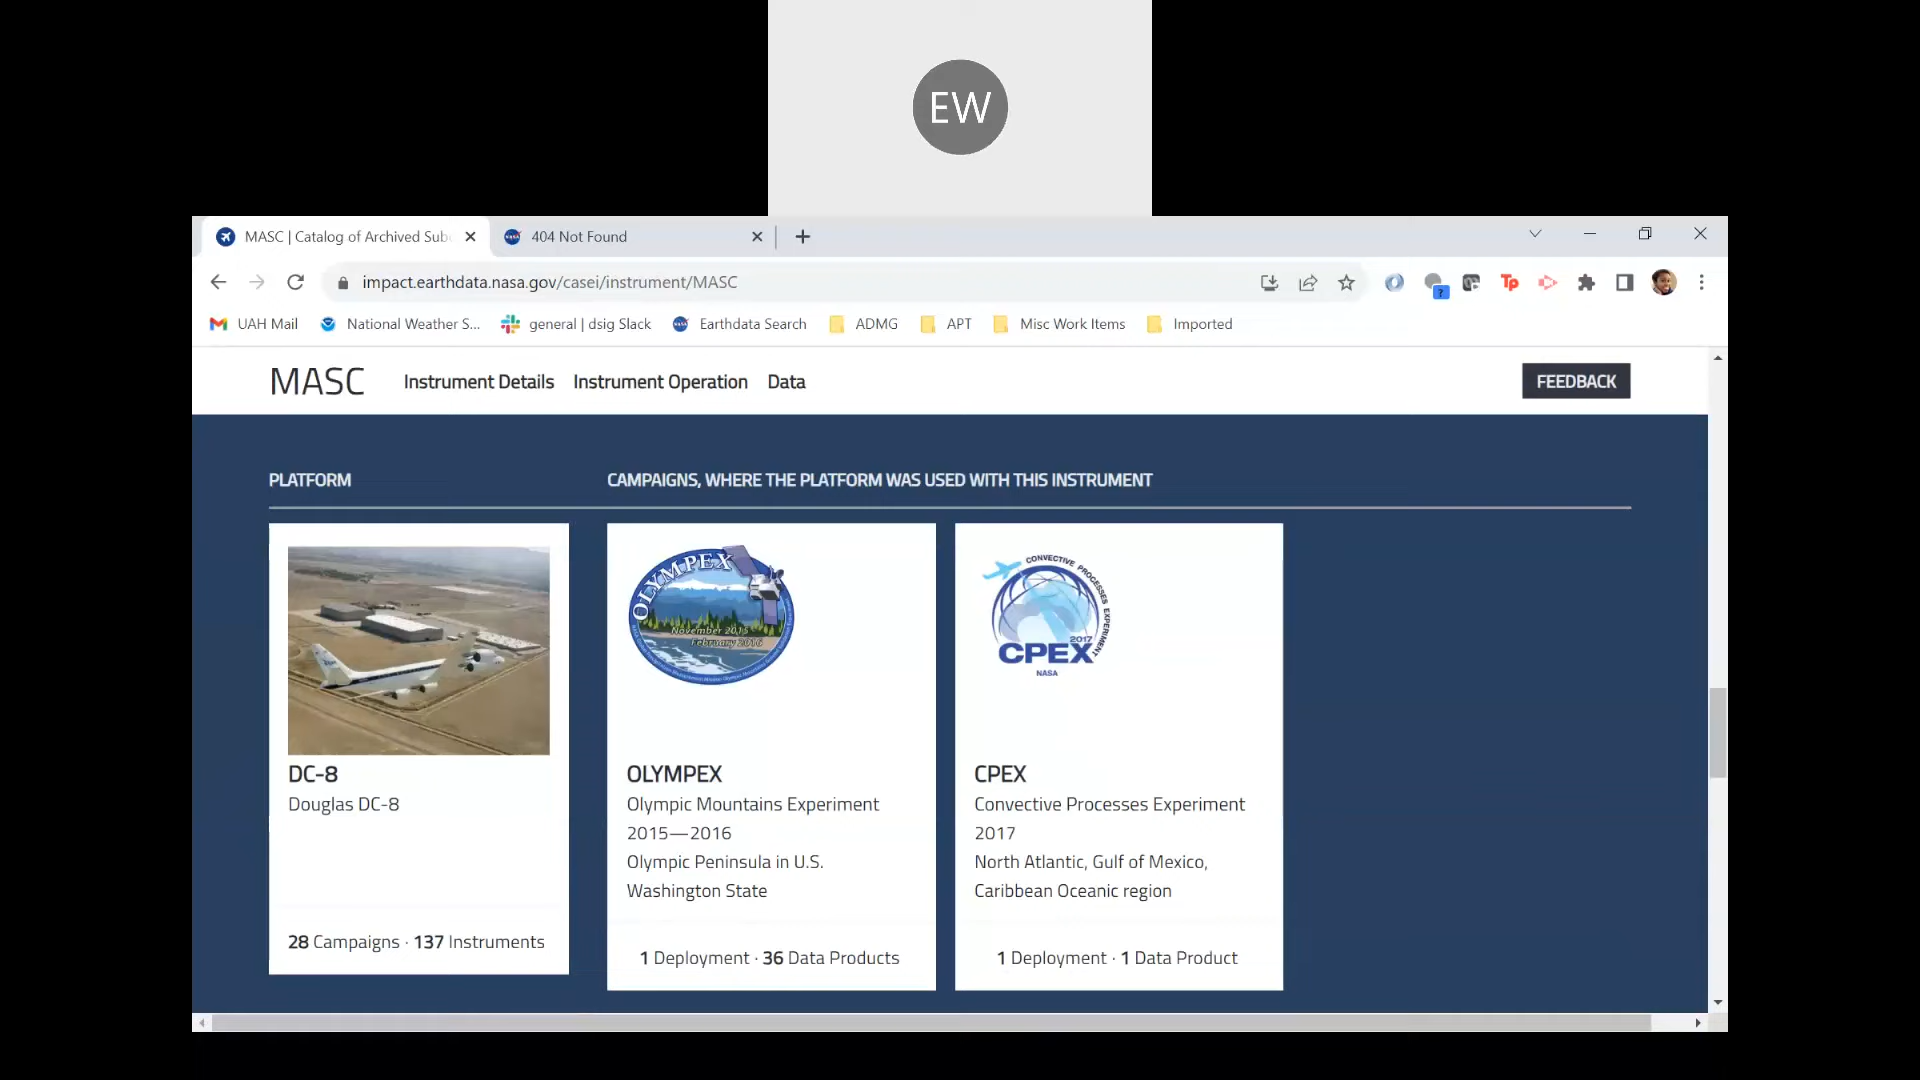 EW
MASC | Catalog of Archived Sub
404 Not Found
impact.earthdata.nasa.gov/casei/instrument/MASC
UAH Mail
National Weather S...
general | dsig Slack
Earthdata Search
ADMG
APT
Misc Work Items
Imported
MASC
Instrument Details
Instrument Operation
Data
FEEDBACK
PLATFORM
CAMPAIGNS, WHERE THE PLATFORM WAS USED WITH THIS INSTRUMENT
DC-8
Douglas DC-8
28 Campaigns · 137 Instruments
OLYMPEX
November 2015
February 2016
OLYMPEX
Olympic Mountains Experiment
2015—2016
Olympic Peninsula in U.S.
Washington State
1 Deployment · 36 Data Products
CONVECTIVE PROCESSES EXPERIMENT
2017
CPEX
NASA
CPEX
Convective Processes Experiment
2017
North Atlantic, Gulf of Mexico,
Caribbean Oceanic region
1 Deployment · 1 Data Product